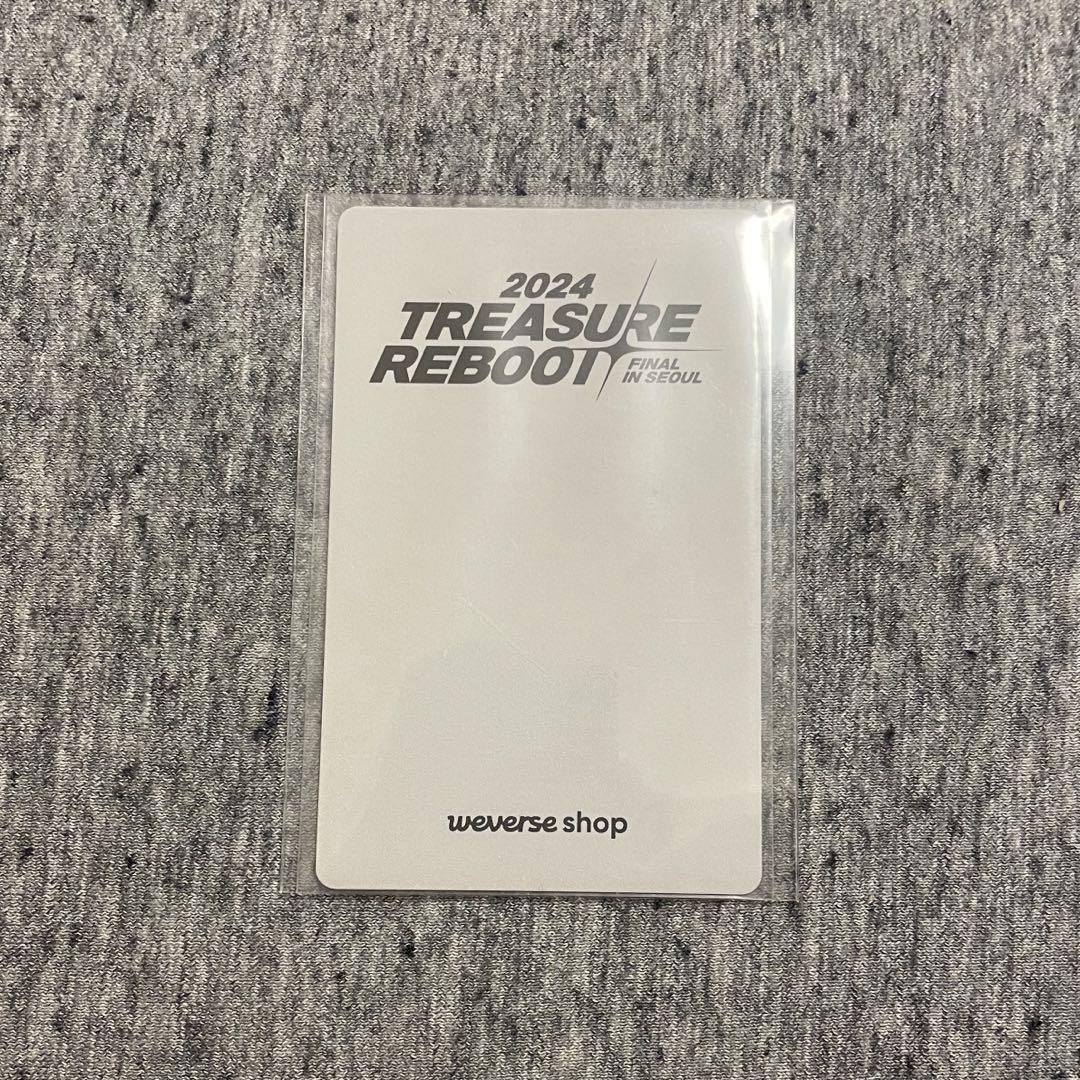 2024
TREASURE
REBOOT
FINAL
IN SEOUL
weverse shop